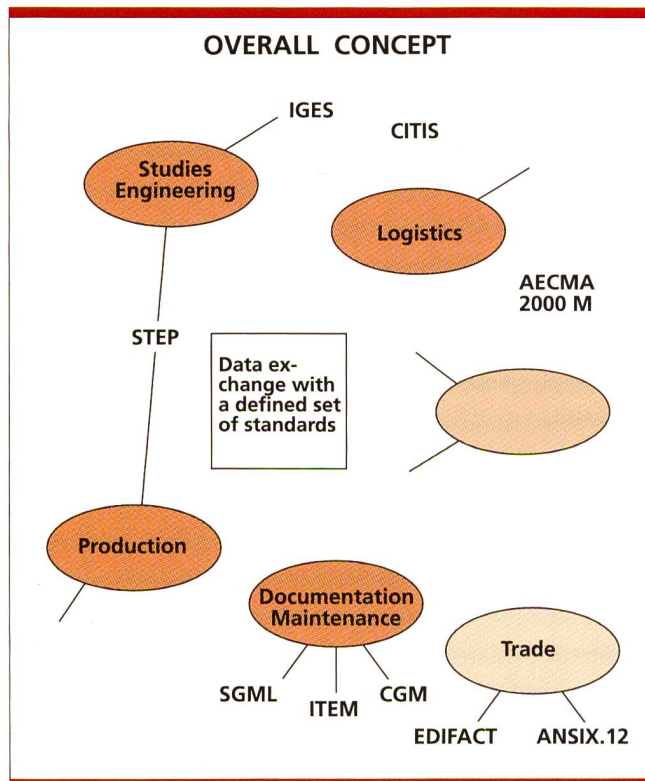 OVERALL CONCEPT
IGES
CITIS
Studies
Engineering
Logistics
AECMA
2000 M
STEP
Data ex-
change with
a defined set
of standards
Production
Documentation
Maintenance
Trade
SGML
ITEM
CGM
EDIFACT
ANSIX.12